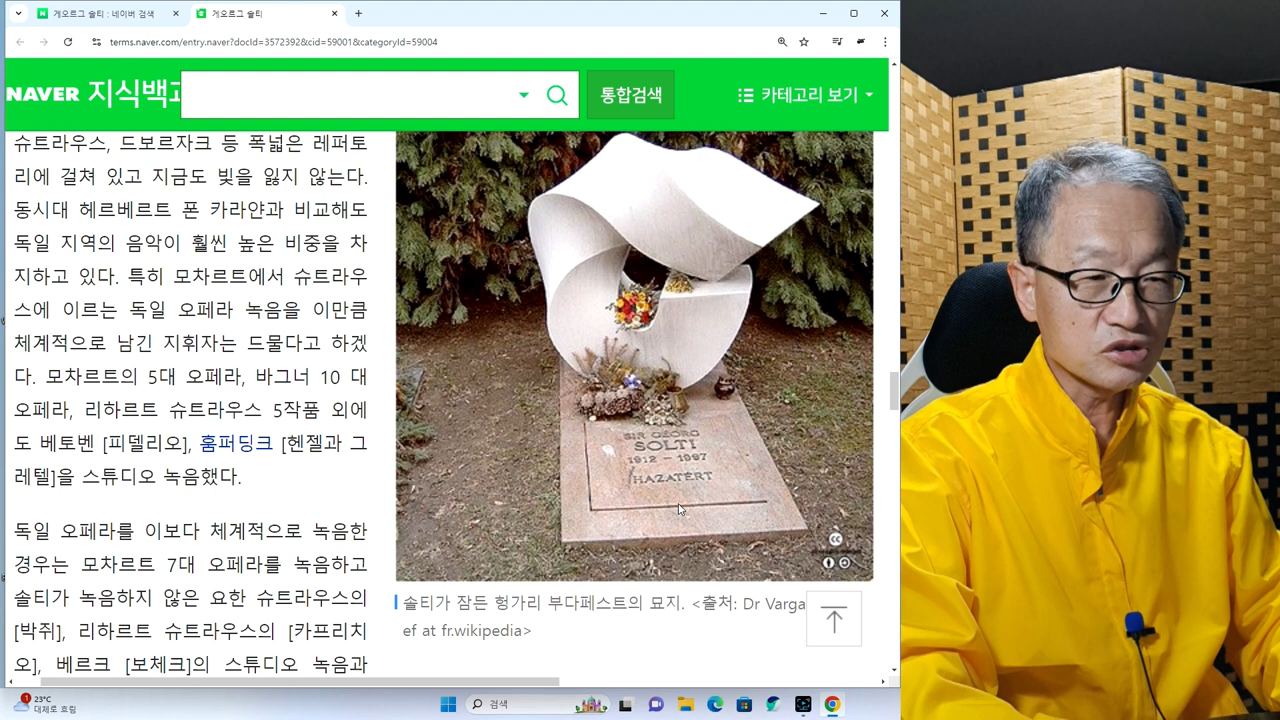 게오르그 솔티 : 네이버 검색
게오르그 솔티
terms.naver.com/entry.naver?docId=3572392&cid=59001&categoryId=59004
NAVER 지식백과
통합검색
카테고리 보기
슈트라우스, 드보르자크 등 폭넓은 레퍼토
리에 걸쳐 있고 지금도 빛을 잃지 않는다.
동시대 헤르베르트 폰 카라얀과 비교해도
독일 지역의 음악이 훨씬 높은 비중을 차
지하고 있다. 특히 모차르트에서 슈트라우
스에 이르는 독일 오페라 녹음을 이만큼
체계적으로 남긴 지휘자는 드물다고 하겠
다. 모차르트의 5대 오페라, 바그너 10 대
오페라, 리하르트 슈트라우스 5작품 외에
도 베토벤 [피델리오], 훔퍼딩크 [헨젤과 그
레텔]을 스튜디오 녹음했다.
독일 오페라를 이보다 체계적으로 녹음한
경우는 모차르트 7대 오페라를 녹음하고
솔티가 녹음하지 않은 요한 슈트라우스의
[박쥐], 리하르트 슈트라우스의 [카프리치
오], 베르크 [보체크]의 스튜디오 녹음과
SIR GEORG
SOLTI
1912 - 1997
HAZATÉRT
솔티가 잠든 헝가리 부다페스트의 묘지. <출처: Dr Varga
ef at fr.wikipedia>
1
23°C
대체로 흐림
검색